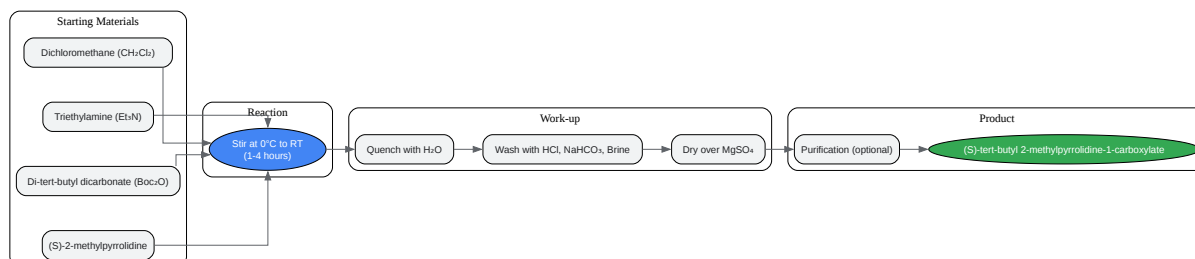 Starting Materials
Dichloromethane (CH₂Cl₂)
Triethylamine (Et₃N)
Di-tert-butyl dicarbonate (Boc₂O)
(S)-2-methylpyrrolidine
Reaction
Stir at 0°C to RT
(1-4 hours)
Work-up
Quench with H₂O
Wash with HCl, NaHCO₃, Brine
Dry over MgSO₄
Product
Purification (optional)
(S)-tert-butyl 2-methylpyrrolidine-1-carboxylate